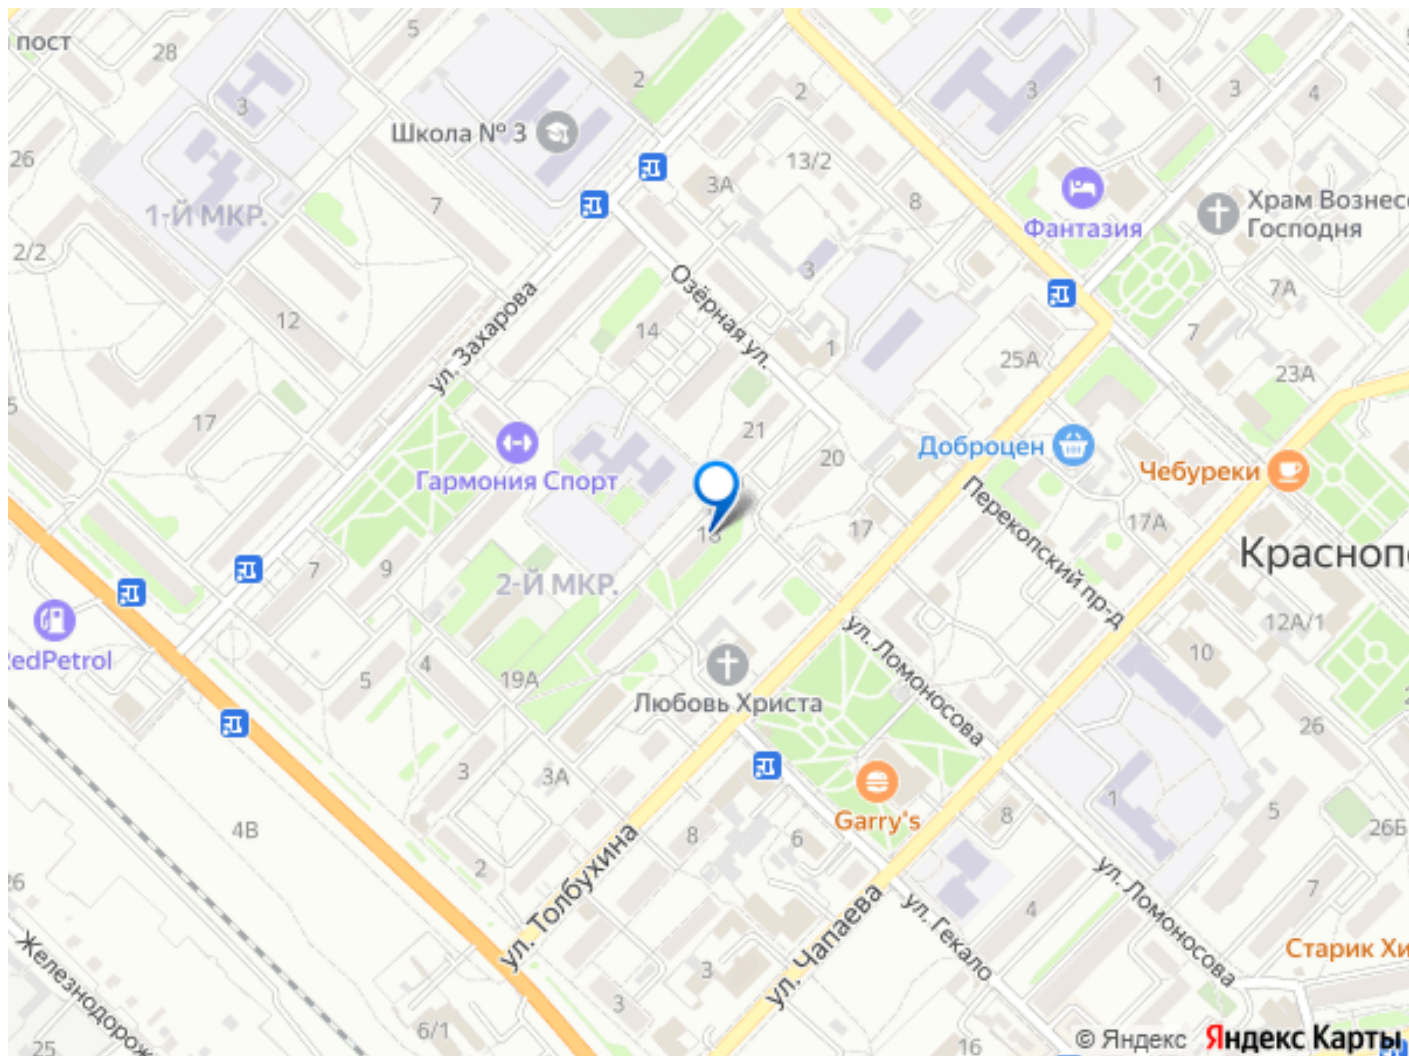 пост
28
5
2
2
3
3
1
3
4
Школа № 3
26
3А
13/2
8
Фантазия
Храм Вознес
Господня
1-Й МКР.
7
2/2
3
7А
12
14
Озёрная ул.
1
7
25А
23А
ул. Захарова
17
21
20
Доброцен
Чебуреки
Гармония Спорт
Перекопский пр-д
17
17А
Красноп
7
9
2-Й МКР.
12А/1
10
RedPetrol
5
4
19А
ул. Ломоносова
Любовь Христа
26
3
3А
4В
2
8
6
Garry's
8
1
5
26Б
7
ул. Толбухина
ул. Чапаева
ул. Гекало
4
ул. Ломоносова
Старик Хи
Железнодорож
3
3
6/1
25
16
© Яндекс Яндекс Карты